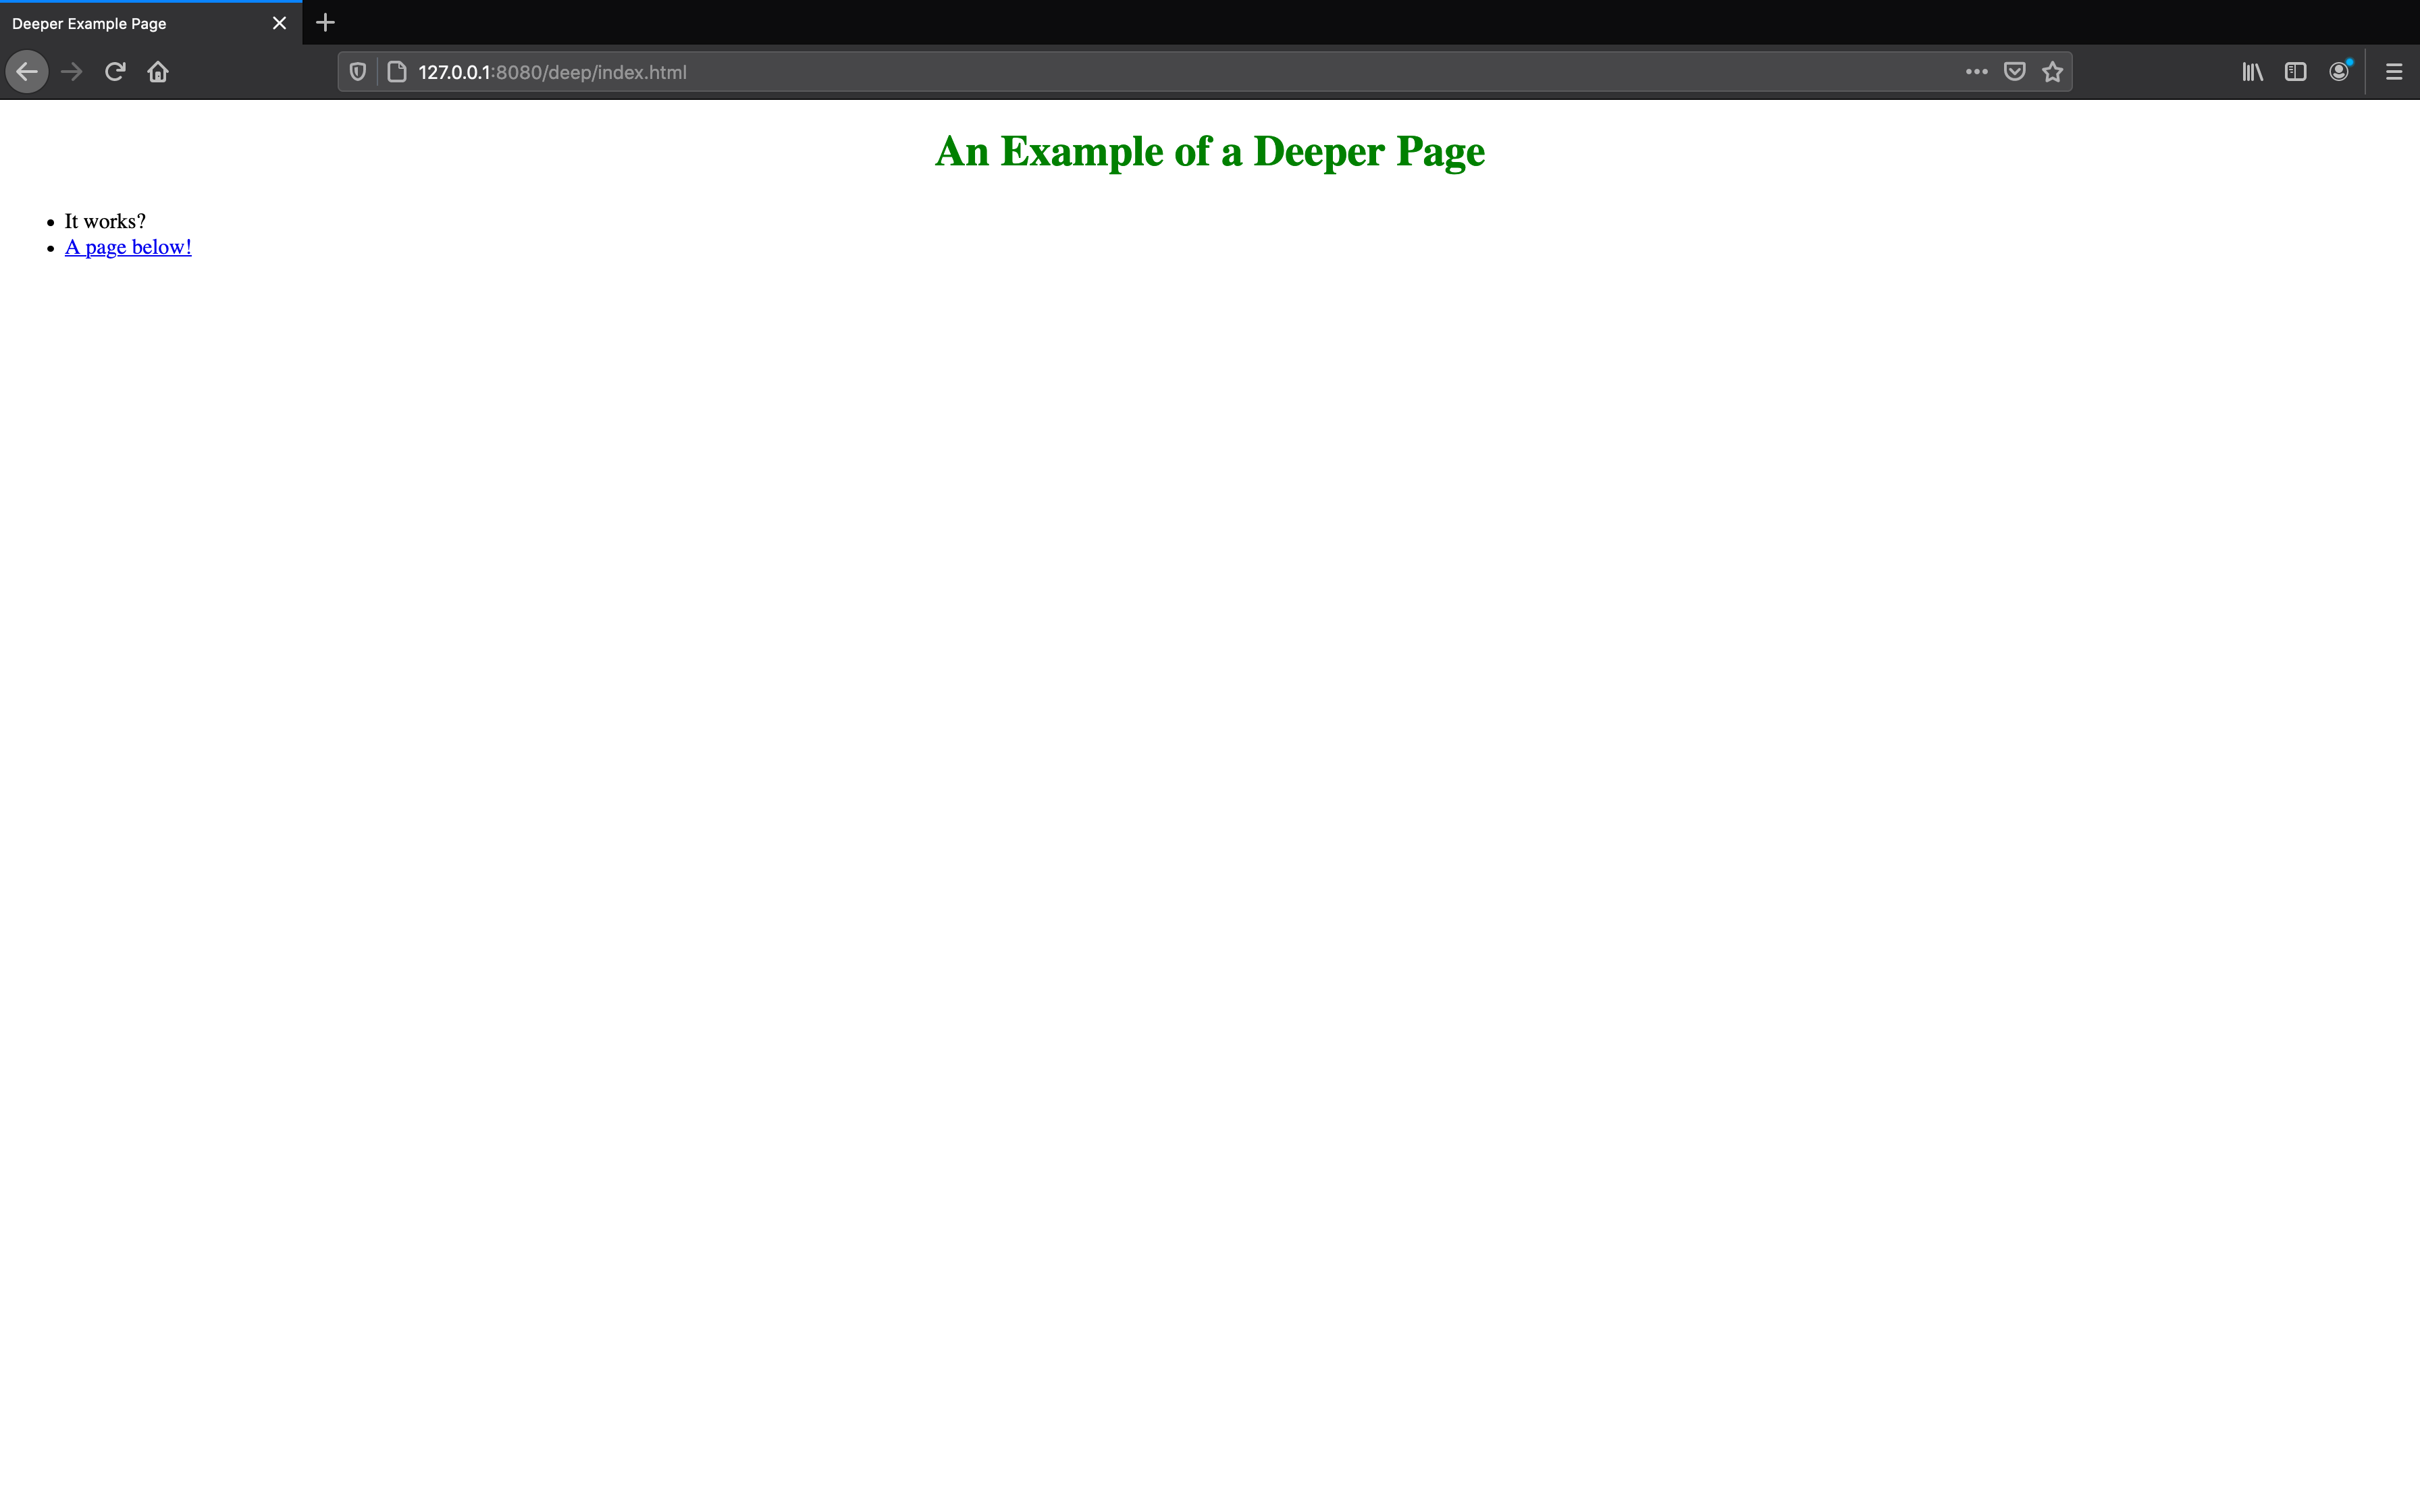 Deeper Example Page
127.0.0.1:8080/deep/index.html
An Example of a Deeper Page
It works?
A page below!